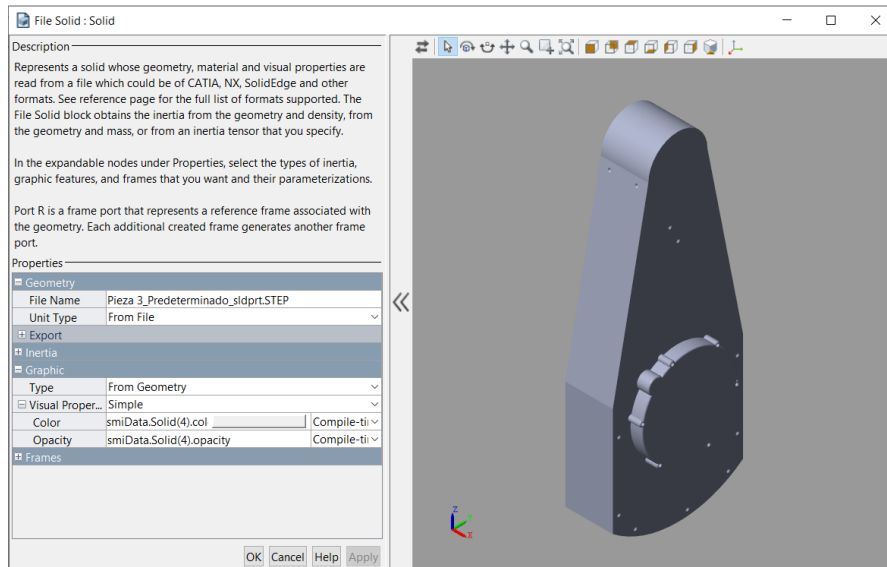 File Solid : Solid
Description
Represents a solid whose geometry, material and visual properties are
read from a file which could be of CATIA, NX, SolidEdge and other
formats. See reference page for the full list of formats supported. The
File Solid block obtains the inertia from the geometry and density, from
the geometry and mass, or from an inertia tensor that you specify.
In the expandable nodes under Properties, select the types of inertia,
graphic features, and frames that you want and their parameterizations.
Port R is a frame port that represents a reference frame associated with
the geometry. Each additional created frame generates another frame
port.
Properties
Geometry
File Name Pieza 3_Predeterminado_sldprt.STEP
Unit Type From File
Export
Inertia
Graphic
Type From Geometry
Visual Proper... Simple
Color smiData.Solid(4).col Compile-ti
Opacity smiData.Solid(4).opacity Compile-ti
Frames
OK Cancel Help Apply
Z
Y
X